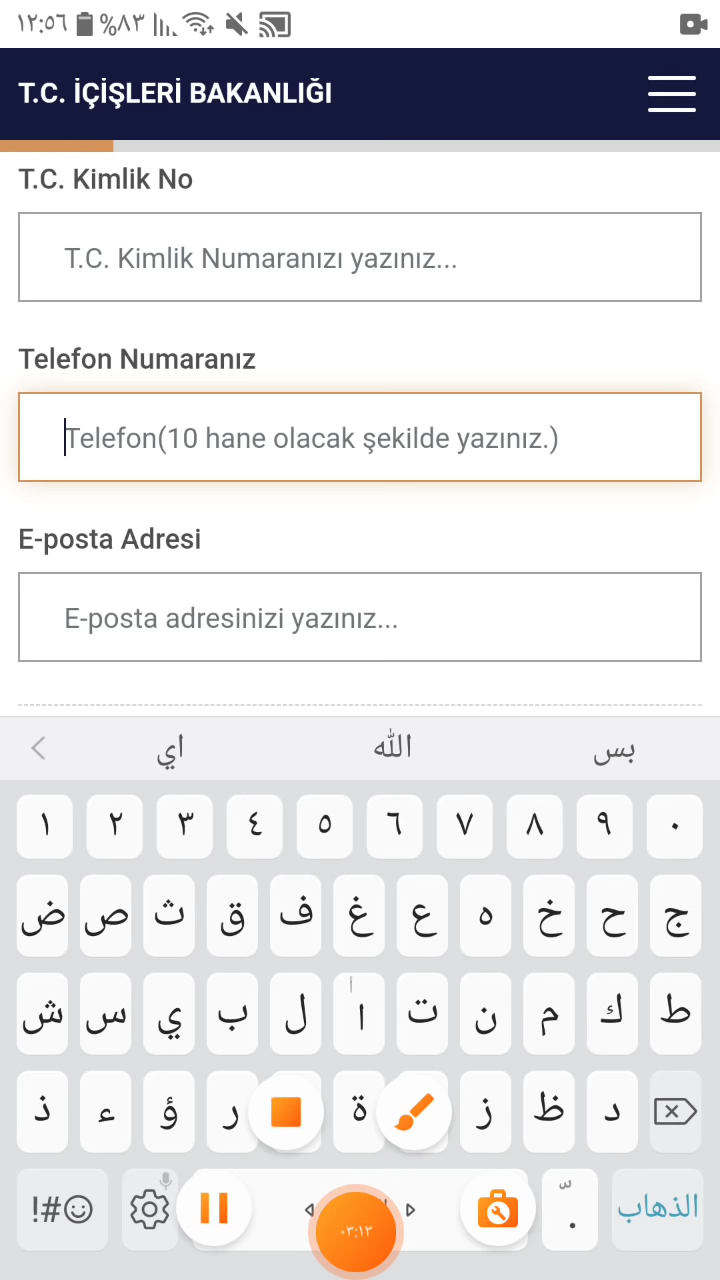 ١٢:٥٦ %٨٣
T.C. İÇİŞLERİ BAKANLIĞI
T.C. Kimlik No
T.C. Kimlik Numaranızı yazınız...
Telefon Numaranız
Telefon(10 hane olacak şekilde yazınız.)
E-posta Adresi
E-posta adresinizi yazınız...
اي الله بس
١ ٢ ٣ ٤ ٥ ٦ ٧ ٨ ٩ ٠
ض ص ث ق ف غ ع ه خ ح ج
ش س ي ب ل ا ت ن م ك ط
ذ ء ؤ ر ة ز ظ د
!#☺ . الذهاب
٠٣:١٣